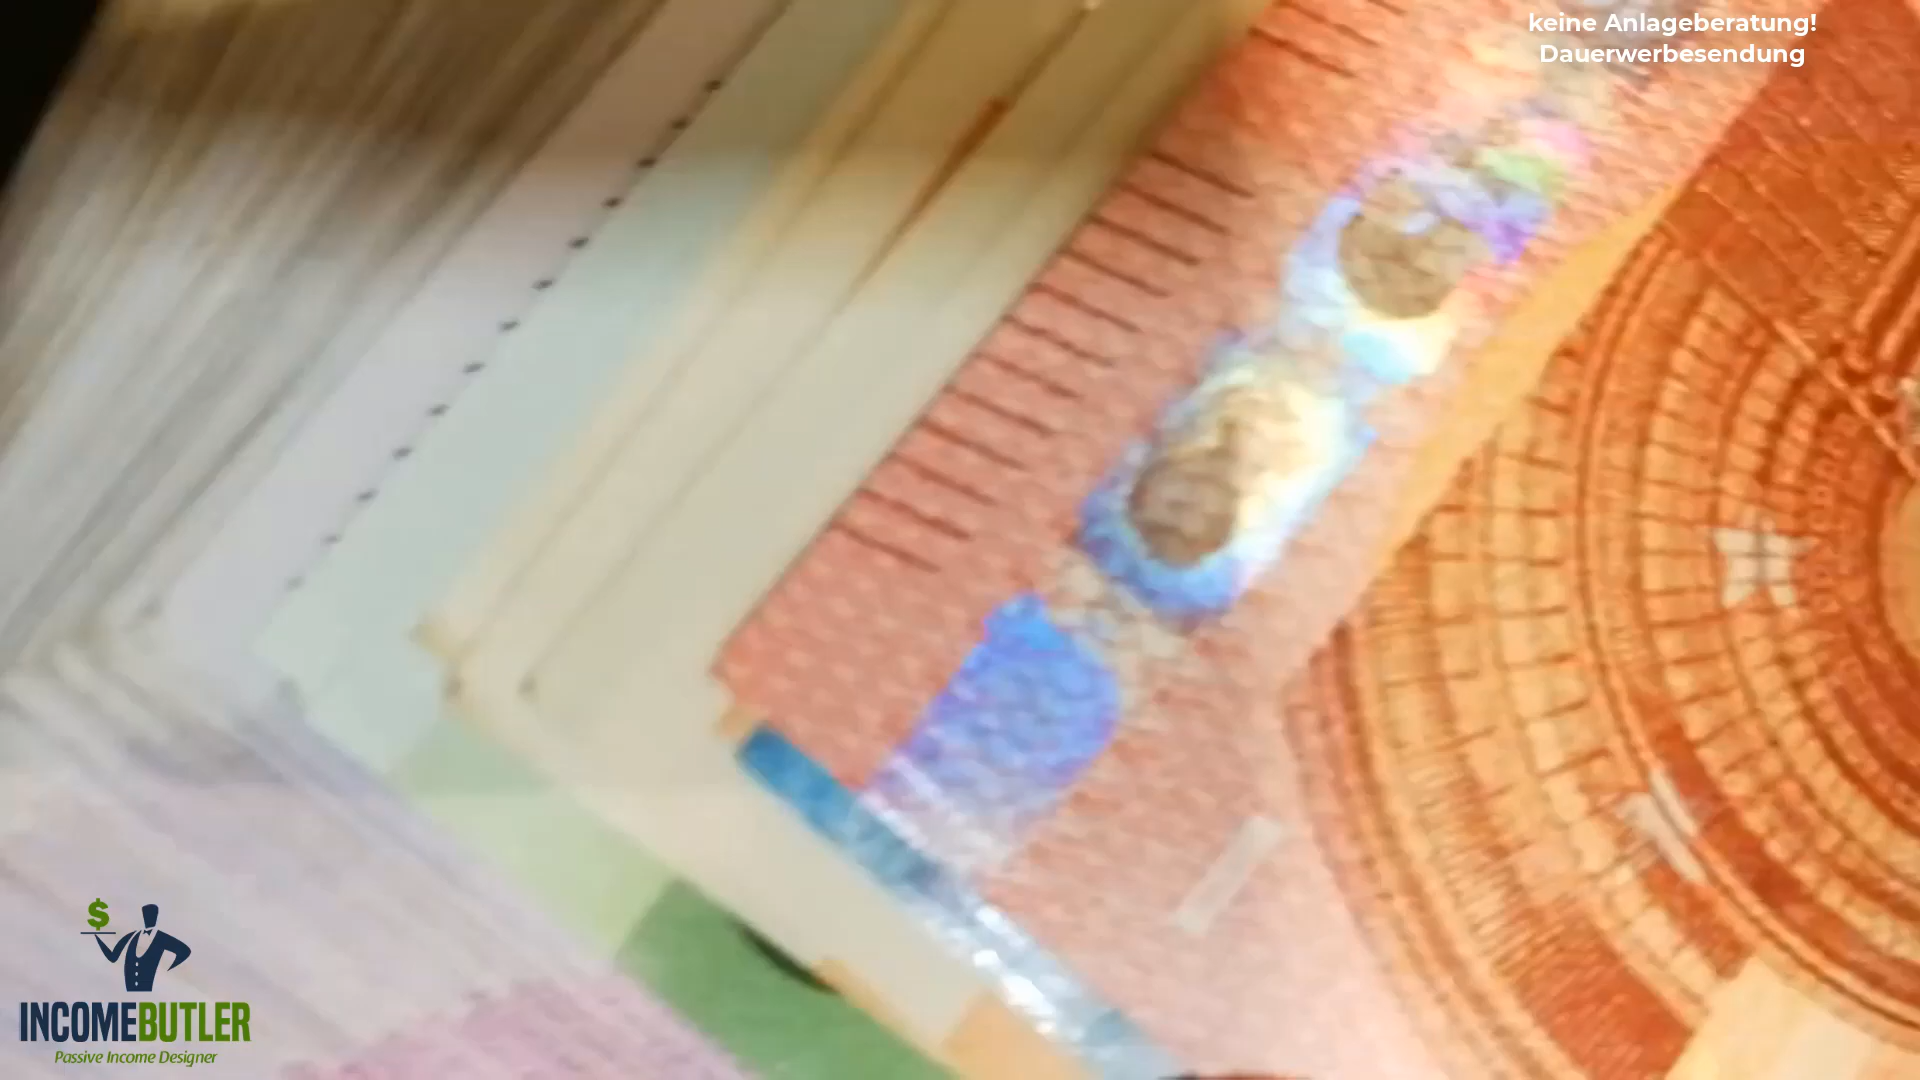 keine Anlageberatung!
Dauerwerbesendung
$
INCOMEBUTLER
Passive Income Designer